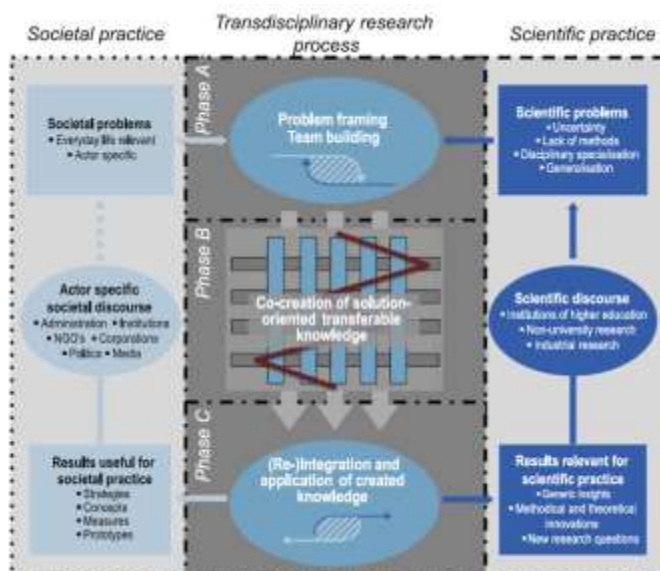 Societal practice
Transdisciplinary research
process
Scientific practice
Phase A
Societal problems
• Everyday life relevant
• Actor specific
Problem framing
Team building
Scientific problems
• Uncertainty
• Lack of methods
• Disciplinary specialisation
• Generalisation
Phase B
Actor specific
societal discourse
• Administration • Institutions
• NGO's • Corporations
• Politics • Media
Co-creation of solution-
oriented transferable
knowledge
Scientific discourse
• Institutions of higher education
• Non-university research
• Industrial research
Phase C
Results useful for
societal practice
• Strategies
• Concepts
• Measures
• Prototypes
(Re-)Integration and
application of created
knowledge
Results relevant for
scientific practice
• Generic insights
• Methodical and theoretical
innovations
• New research questions